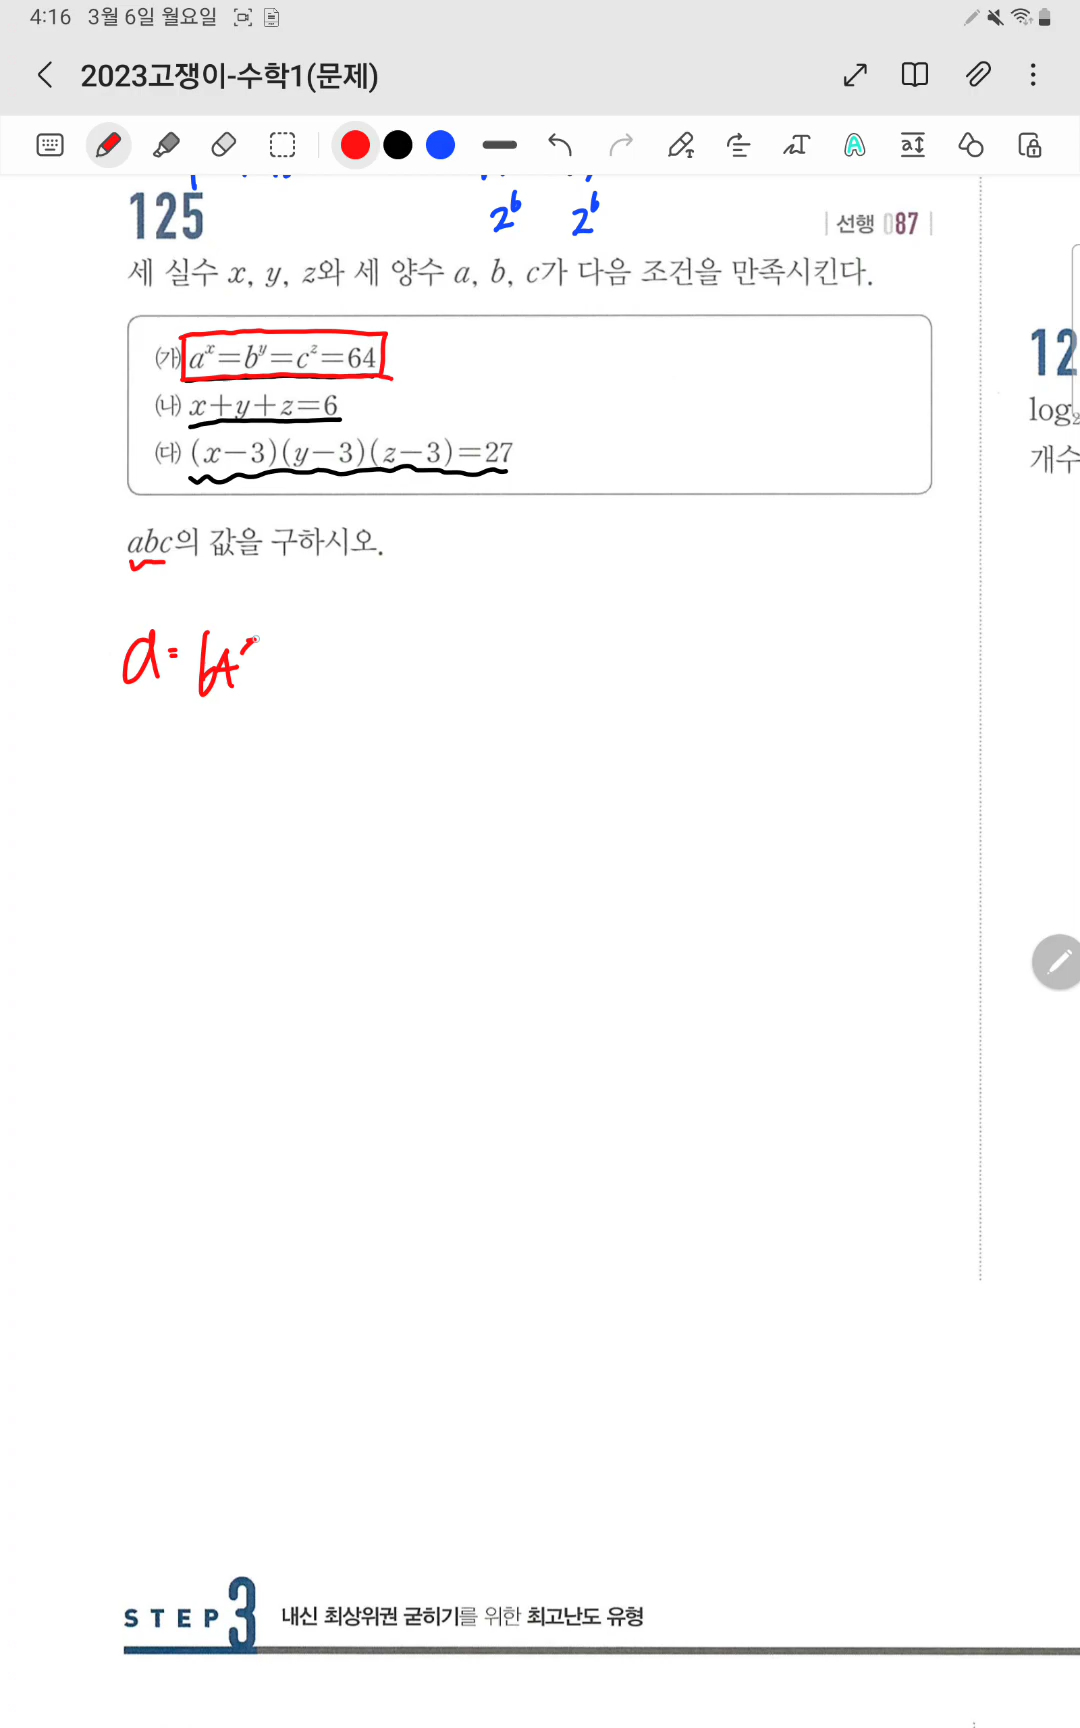 4:16 3월 6일 월요일
2023고쟁이-수학1(문제)
2⁶ 2⁶
125
선행 087
세 실수 x, y, z와 세 양수 a, b, c가 다음 조건을 만족시킨다.
㈎ aˣ=bʸ=cᶻ=64
㈏ x+y+z=6
㈐ (x-3)(y-3)(z-3)=27
abc의 값을 구하시오.
a=64
12
log₂
개수
STEP 3 내신 최상위권 굳히기를 위한 최고난도 유형